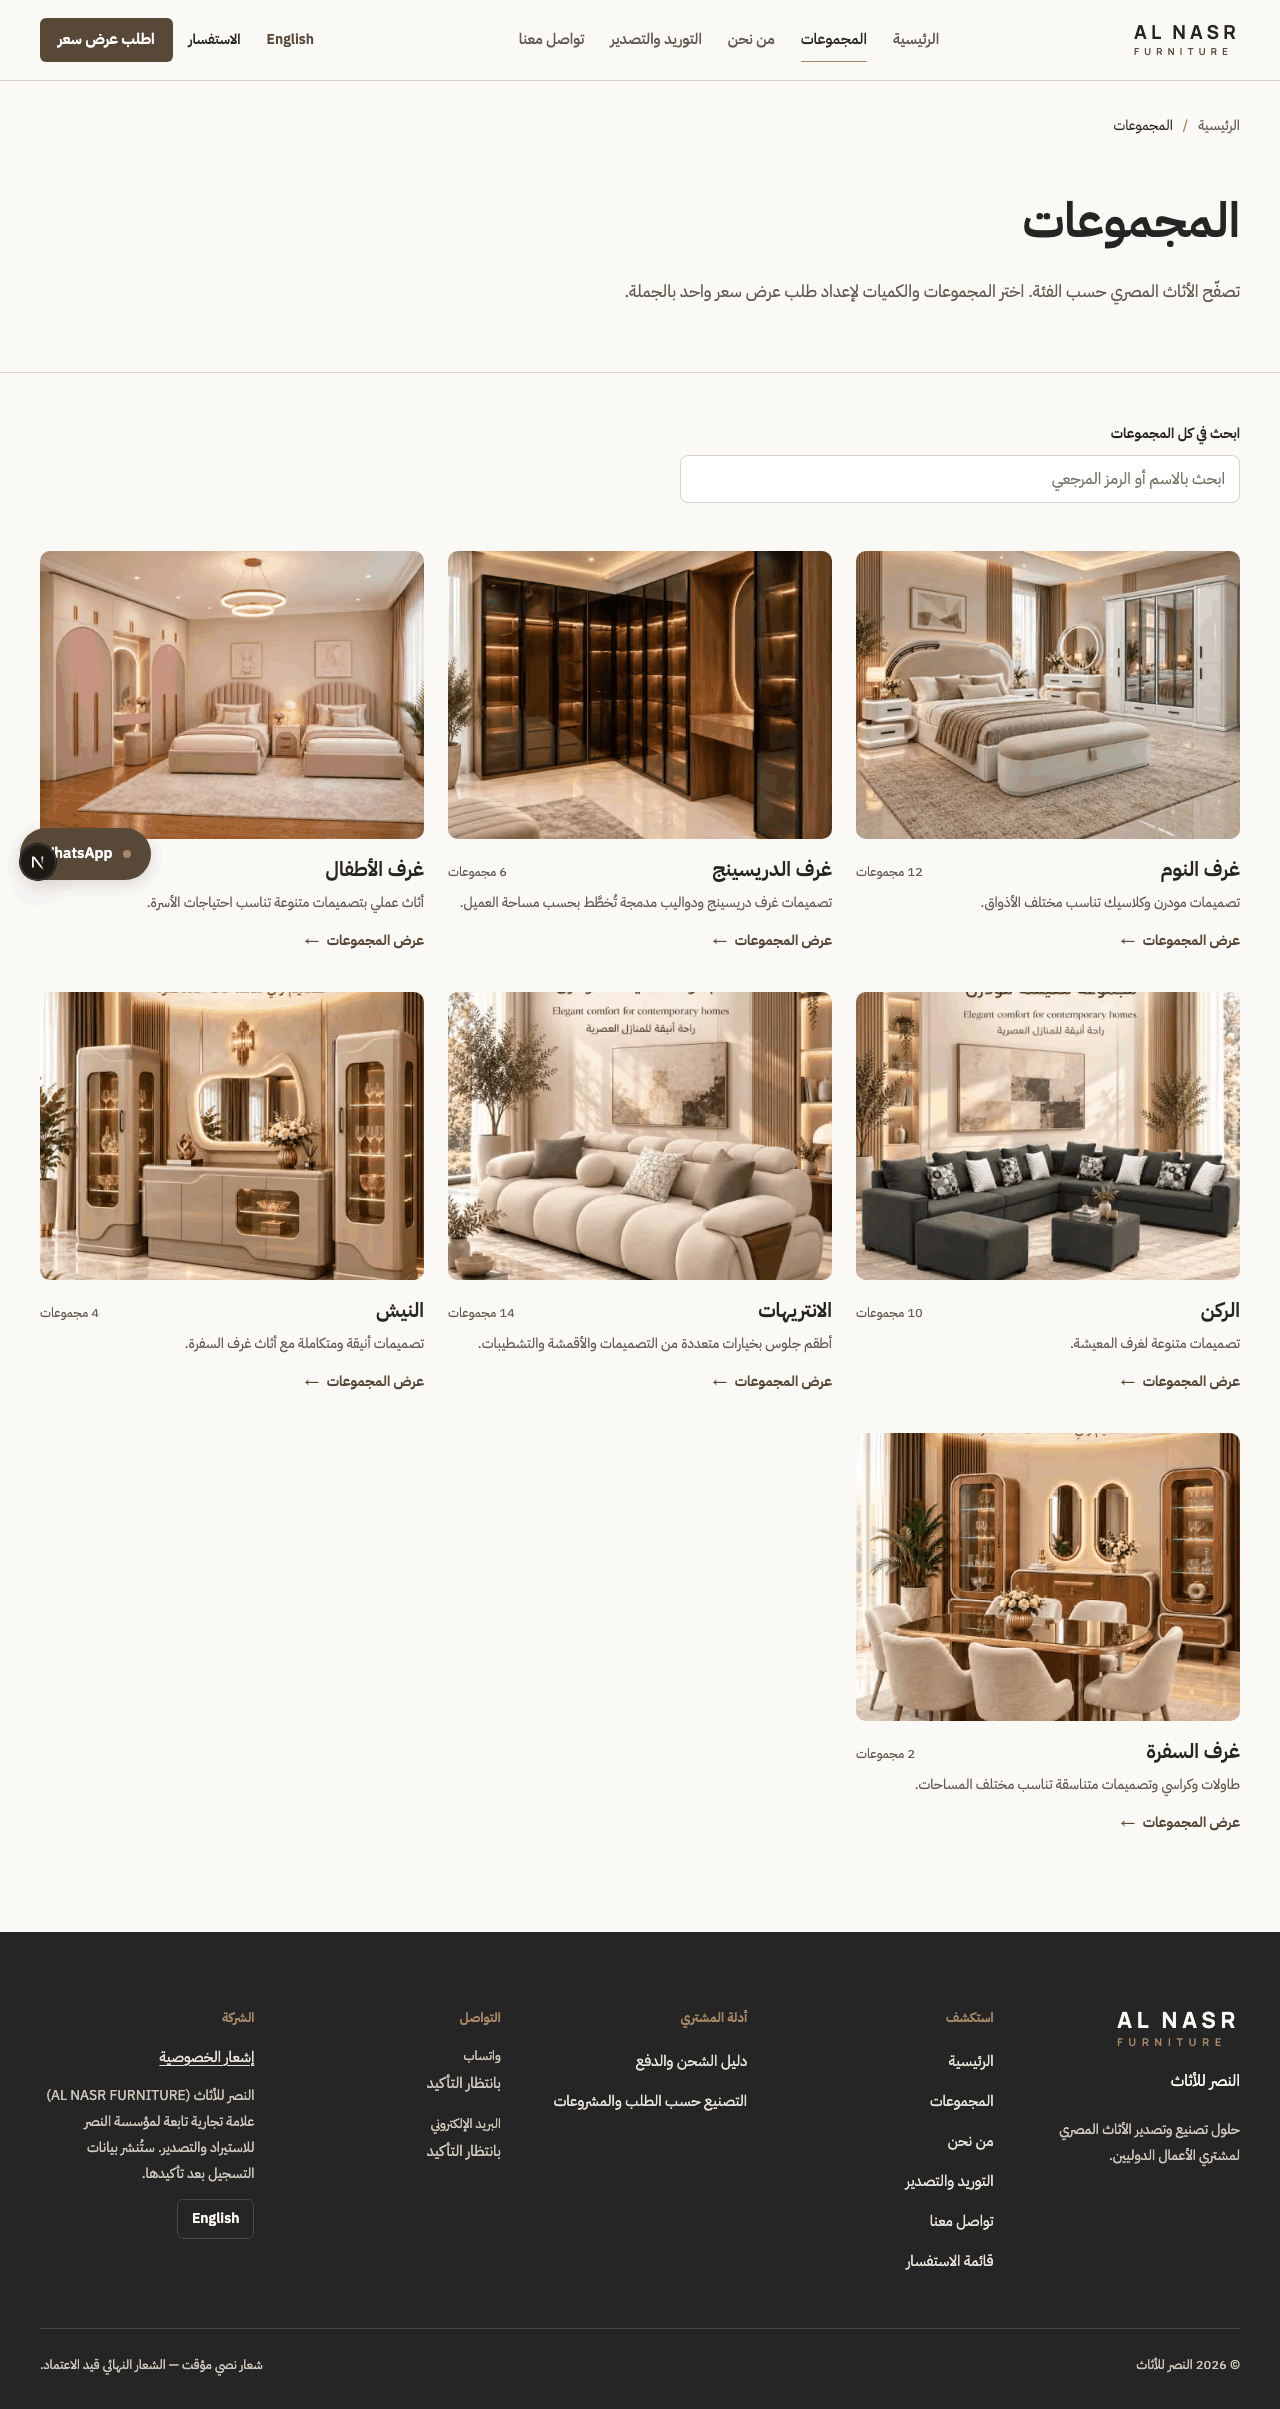 AL NASR
FURNITURE
الرئيسية
المجموعات
من نحن
التوريد والتصدير
تواصل معنا
English
الاستفسار
اطلب عرض سعر
الرئيسية / المجموعات
المجموعات
تصفّح الأثاث المصري حسب الفئة. اختر المجموعات والكميات لإعداد طلب عرض سعر واحد بالجملة.
ابحث في كل المجموعات
ابحث بالاسم أو الرمز المرجعي
غرف النوم
12 مجموعات
تصميمات مودرن وكلاسيك تناسب مختلف الأذواق.
عرض المجموعات ←
غرف الدريسينج
6 مجموعات
تصميمات غرف دريسينج ودواليب مدمجة تُخطَّط بحسب مساحة العميل.
عرض المجموعات ←
غرف الأطفال
أثاث عملي بتصميمات متنوعة تناسب احتياجات الأسرة.
عرض المجموعات ←
hatsApp
N
Elegant comfort for contemporary homes
راحة أنيقة للمنازل العصرية
الركن
10 مجموعات
تصميمات متنوعة لغرف المعيشة.
عرض المجموعات ←
Elegant comfort for contemporary homes
راحة أنيقة للمنازل العصرية
الانتريهات
14 مجموعات
أطقم جلوس بخيارات متعددة من التصميمات والأقمشة والتشطيبات.
عرض المجموعات ←
النيش
4 مجموعات
تصميمات أنيقة ومتكاملة مع أثاث غرف السفرة.
عرض المجموعات ←
غرف السفرة
2 مجموعات
طاولات وكراسي وتصميمات متناسقة تناسب مختلف المساحات.
عرض المجموعات ←
AL NASR
FURNITURE
النصر للأثاث
حلول تصنيع وتصدير الأثاث المصري
لمشتري الأعمال الدوليين.
استكشف
الرئيسية
المجموعات
من نحن
التوريد والتصدير
تواصل معنا
قائمة الاستفسار
أدلة المشتري
دليل الشحن والدفع
التصنيع حسب الطلب والمشروعات
التواصل
واتساب
بانتظار التأكيد
البريد الإلكتروني
بانتظار التأكيد
الشركة
إشعار الخصوصية
النصر للأثاث (AL NASR FURNITURE)
علامة تجارية تابعة لمؤسسة النصر
للاستيراد والتصدير. ستُنشر بيانات
التسجيل بعد تأكيدها.
English
© 2026 النصر للأثاث
شعار نصي مؤقت — الشعار النهائي قيد الاعتماد.